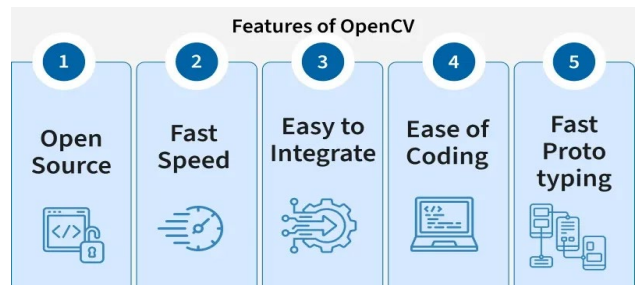 Features of OpenCV
1
2
3
4
5
Open
Source
Fast
Speed
Easy to
Integrate
Ease of
Coding
Fast
Proto
typing